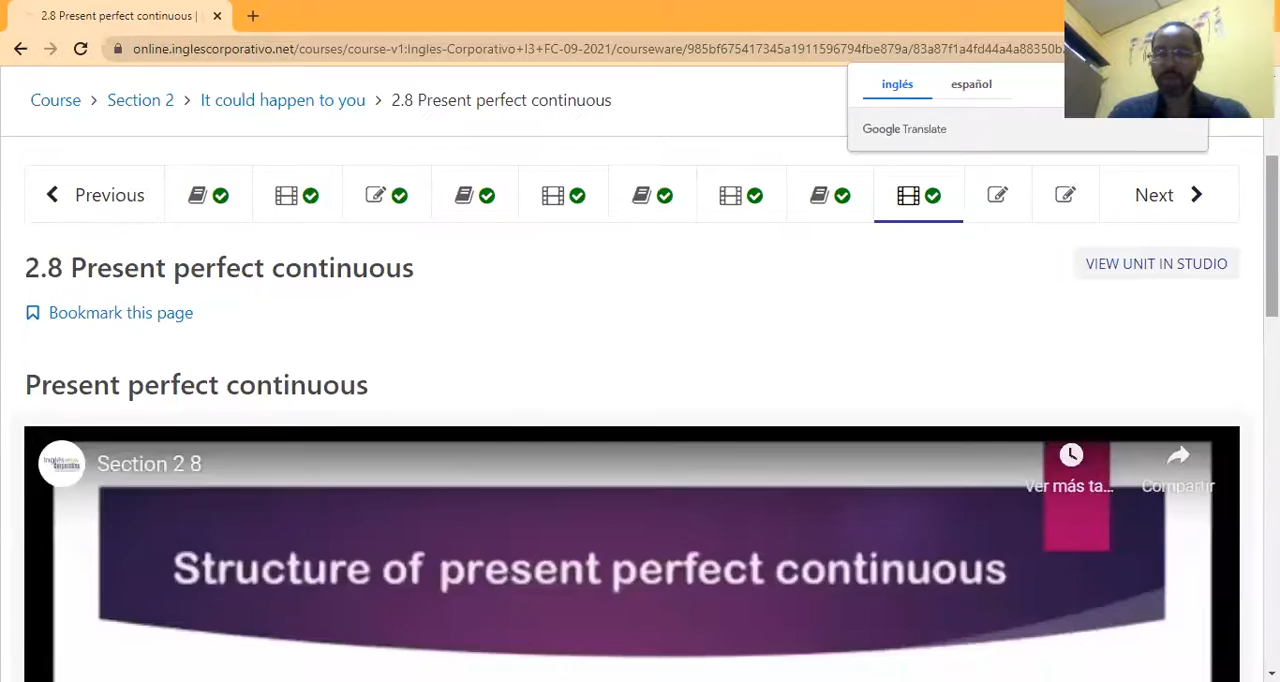 2.8 Present perfect continuous |
online.inglescorporativo.net/courses/course-v1:Ingles-Corporativo+I3+FC-09-2021/courseware/985bf675417345a1911596794fbe879a/83a87f1a4fd44a4a88350b
inglés español
Google Translate
Course > Section 2 > It could happen to you > 2.8 Present perfect continuous
Previous
Next
2.8 Present perfect continuous
VIEW UNIT IN STUDIO
Bookmark this page
Present perfect continuous
Section 2 8
Ver más ta... Compartir
Structure of present perfect continuous